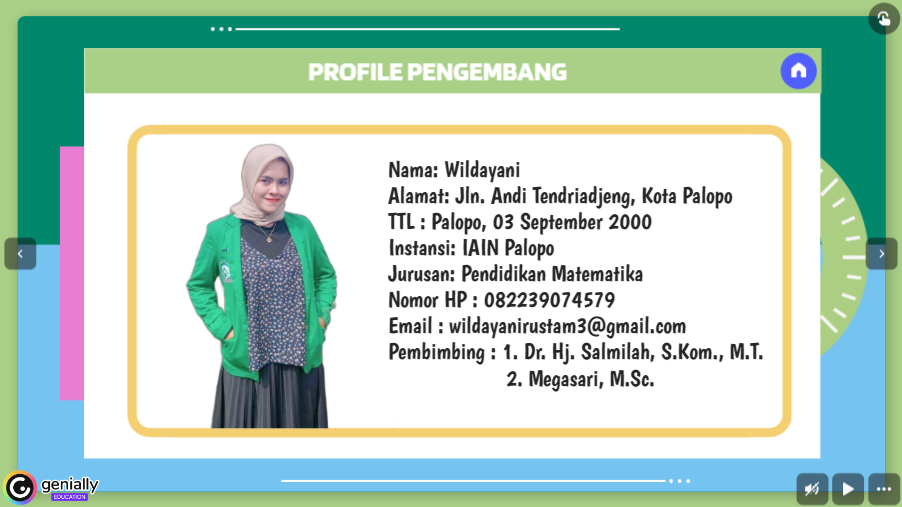 PROFILE PENGEMBANG
Nama: Wildayani
Alamat: Jln. Andi Tendriadjeng, Kota Palopo
TTL : Palopo, 03 September 2000
Instansi: IAIN Palopo
Jurusan: Pendidikan Matematika
Nomor HP : 082239074579
Email : wildayanirustam3@gmail.com
Pembimbing : 1. Dr. Hj. Salmilah, S.Kom., M.T.
2. Megasari, M.Sc.
genially
EDUCATION